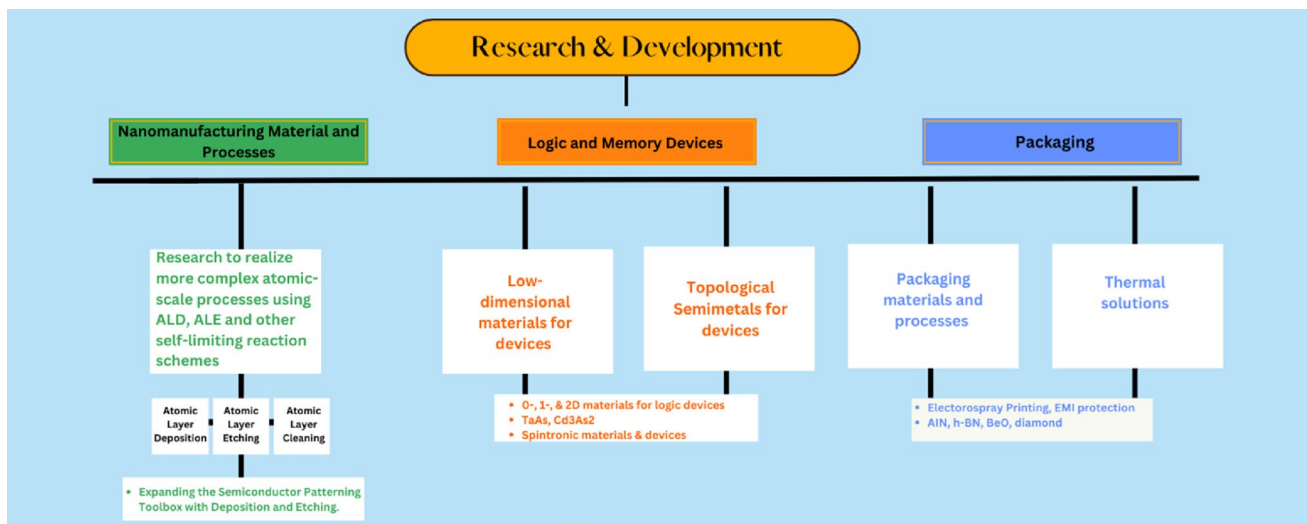 Research & Development
Nanomanufacturing Material and
Processes
Logic and Memory Devices
Packaging
Research to realize
more complex atomic-
scale processes using
ALD, ALE and other
self-limiting reaction
schemes
Low-
dimensional
materials for
devices
Topological
Semimetals for
devices
Packaging
materials and
processes
Thermal
solutions
Atomic
Layer
Deposition
Atomic
Layer
Etching
Atomic
Layer
Cleaning
• 0-, 1-, & 2D materials for logic devices
• TaAs, Cd3As2
• Spintronic materials & devices
• Electorospray Printing, EMI protection
• AIN, h-BN, BeO, diamond
• Expanding the Semiconductor Patterning
Toolbox with Deposition and Etching.